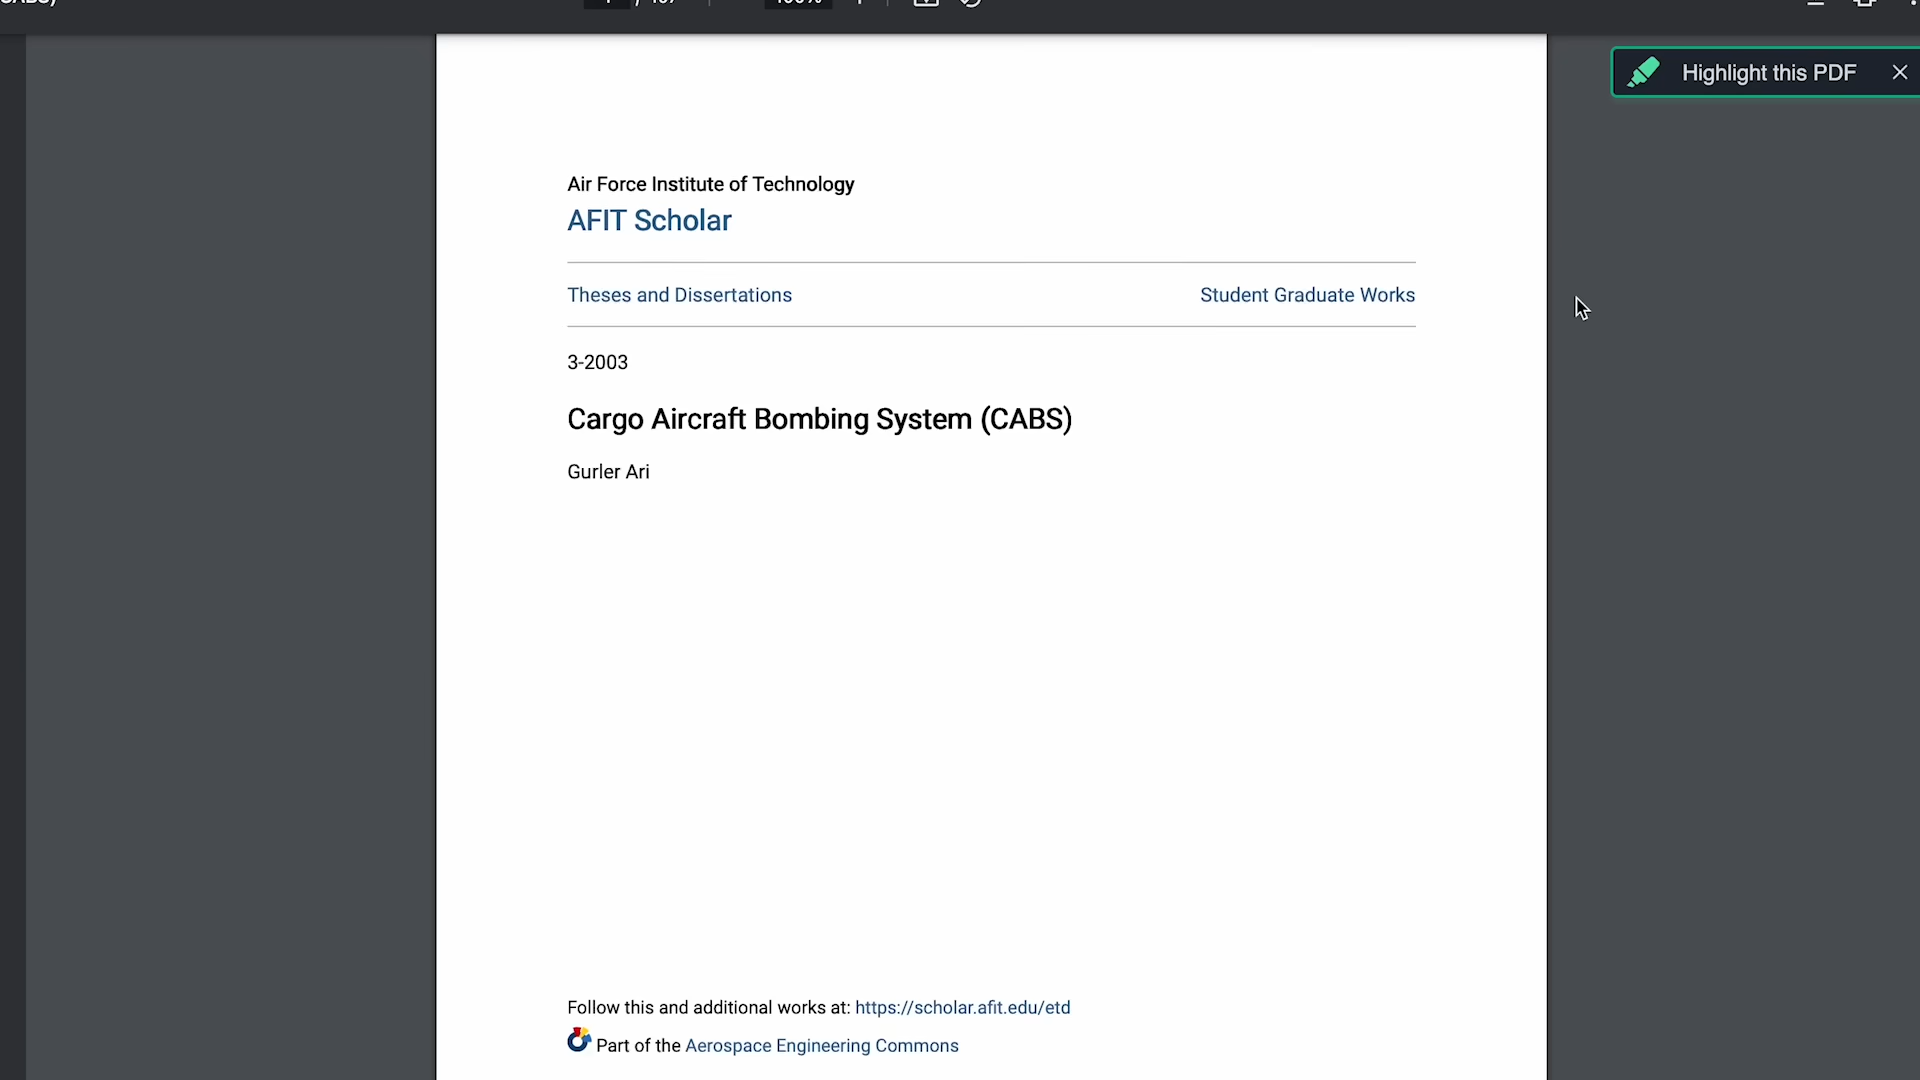 Highlight this PDF
Air Force Institute of Technology
AFIT Scholar
Theses and Dissertations
Student Graduate Works
3-2003
Cargo Aircraft Bombing System (CABS)
Gurler Ari
Follow this and additional works at: https://scholar.afit.edu/etd
Part of the Aerospace Engineering Commons